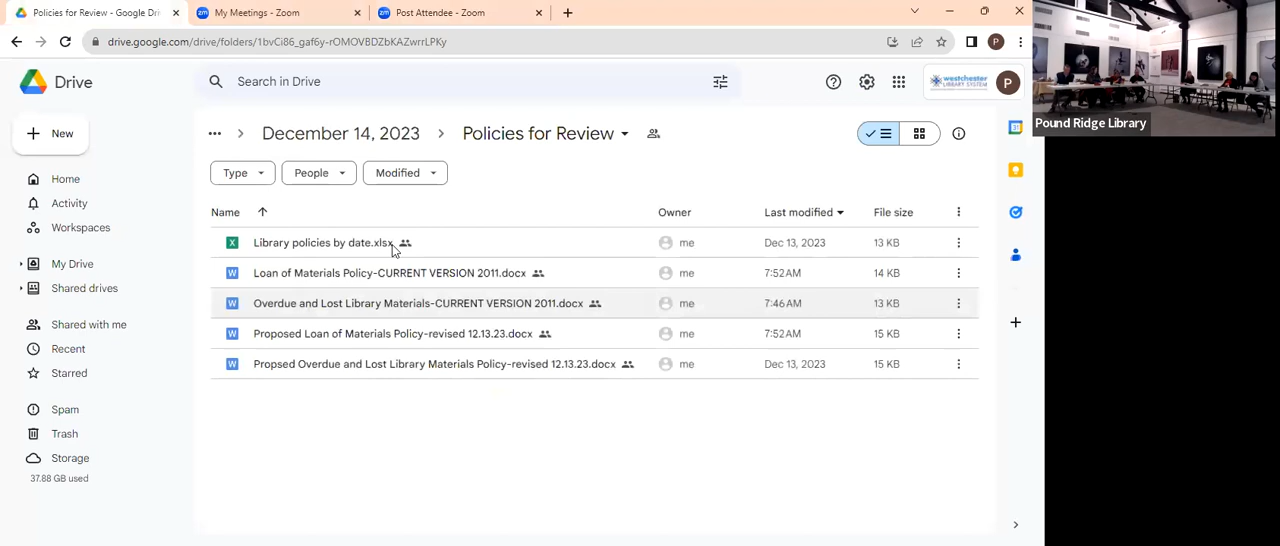 Policies for Review - Google Dri
My Meetings - Zoom
Post Attendee - Zoom
drive.google.com/drive/folders/1bvCi86_gaf6y-rOMOVBDZbKAZwrrLPKy
P
Drive
Search in Drive
westchester
LIBRARY SYSTEM
P
New
... > December 14, 2023 > Policies for Review
Type People Modified
Home
Activity
Workspaces
My Drive
Shared drives
Shared with me
Recent
Starred
Spam
Trash
Storage
37.88 GB used
Name Owner Last modified File size
Library policies by date.xlsx me Dec 13, 2023 13 KB
Loan of Materials Policy-CURRENT VERSION 2011.docx me 7:52AM 14 KB
Overdue and Lost Library Materials-CURRENT VERSION 2011.docx me 7:46AM 13 KB
Proposed Loan of Materials Policy-revised 12.13.23.docx me 7:52AM 15 KB
Propsed Overdue and Lost Library Materials Policy-revised 12.13.23.docx me Dec 13, 2023 15 KB
Pound Ridge Library